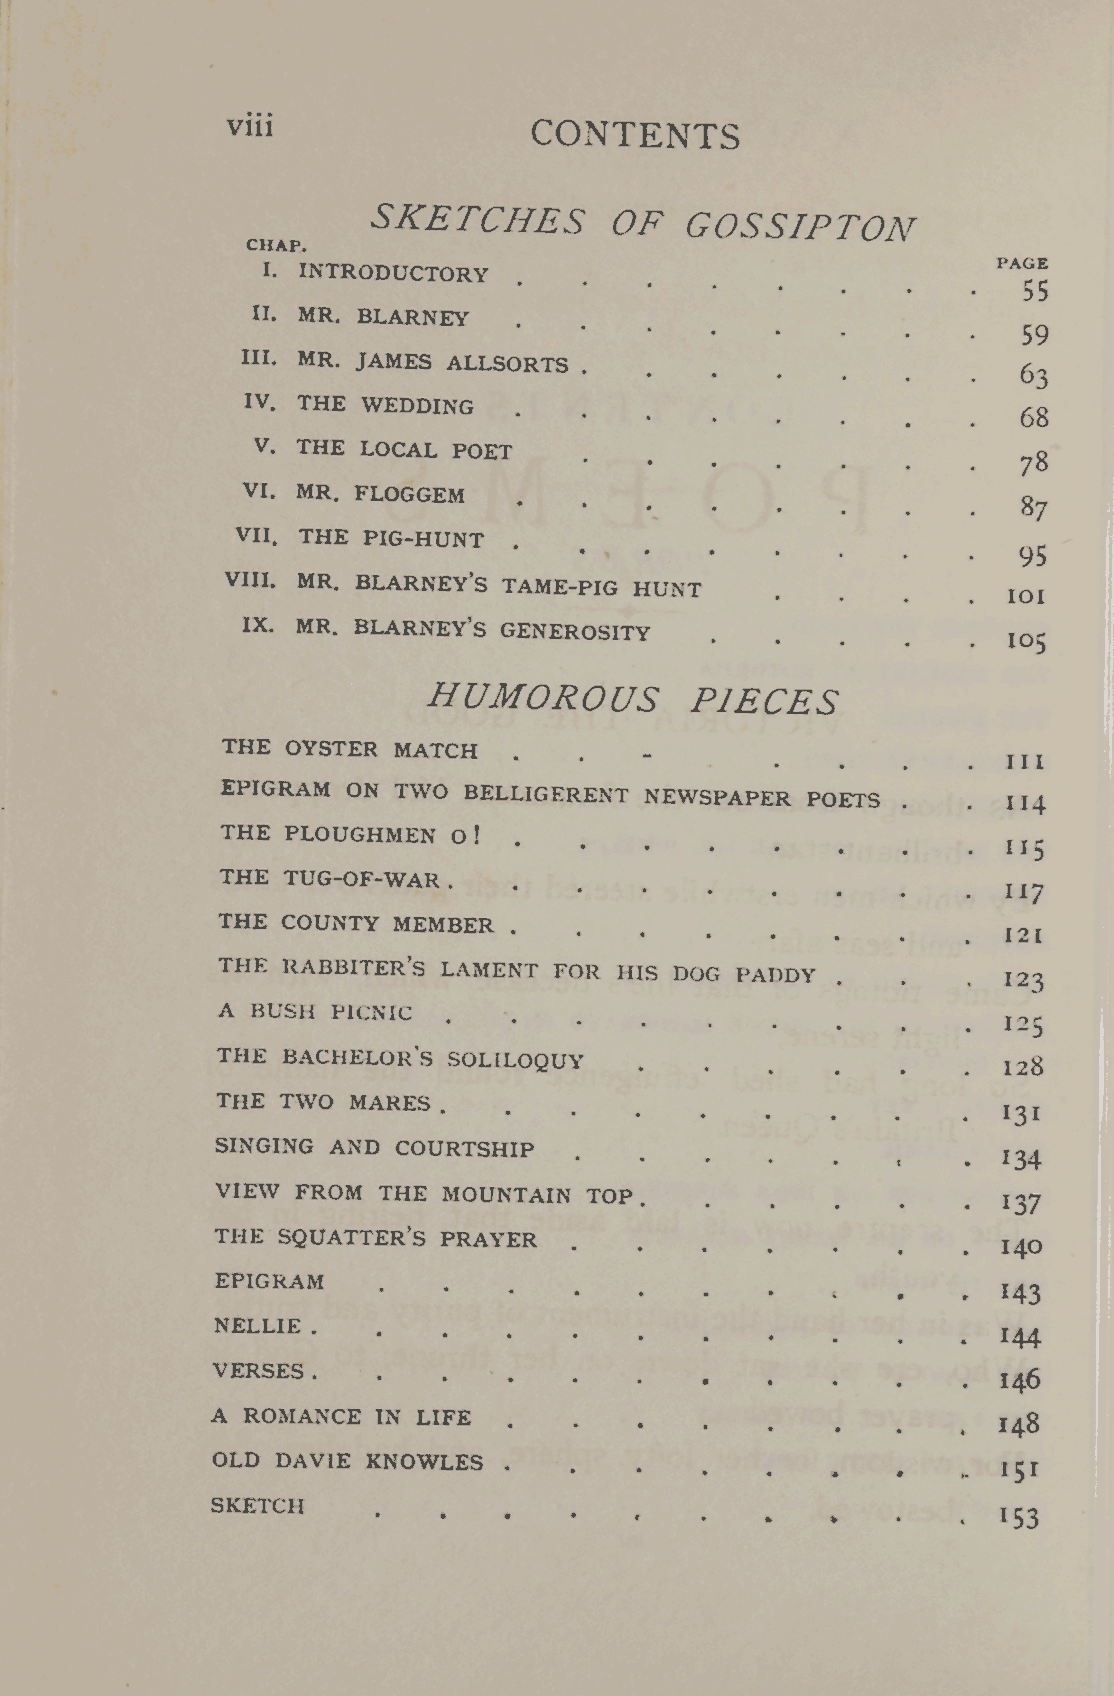 viii CONTENTS
SKETCHES OF GOSSIPTON
CHAP. PAGE
I. INTRODUCTORY . . . . . . . . 55
II. MR. BLARNEY . . . . . . . . 59
III. MR. JAMES ALLSORTS . . . . . . . 63
IV. THE WEDDING . . . . . . . . 68
V. THE LOCAL POET . . . . . . . 78
VI. MR. FLOGGEM . . . . . . . . 87
VII. THE PIG-HUNT . . . . . . . . 95
VIII. MR. BLARNEY'S TAME-PIG HUNT . . . . 101
IX. MR. BLARNEY'S GENEROSITY . . . . . 105
HUMOROUS PIECES
THE OYSTER MATCH . . - . . . . 111
EPIGRAM ON TWO BELLIGERENT NEWSPAPER POETS . . 114
THE PLOUGHMEN O! . . . . . . . . 115
THE TUG-OF-WAR . . . . . . . . . 117
THE COUNTY MEMBER . . . . . . . . 121
THE RABBITER'S LAMENT FOR HIS DOG PADDY . . . 123
A BUSH PICNIC . . . . . . . . . 125
THE BACHELOR'S SOLILOQUY . . . . . . 128
THE TWO MARES . . . . . . . . . 131
SINGING AND COURTSHIP . . . . . . . 134
VIEW FROM THE MOUNTAIN TOP . . . . . . 137
THE SQUATTER'S PRAYER . . . . . . . 140
EPIGRAM . . . . . . . . . . 143
NELLIE . . . . . . . . . . . 144
VERSES . . . . . . . . . . . 146
A ROMANCE IN LIFE . . . . . . . . 148
OLD DAVIE KNOWLES . . . . . . . . 151
SKETCH . . . . . . . . . . 153